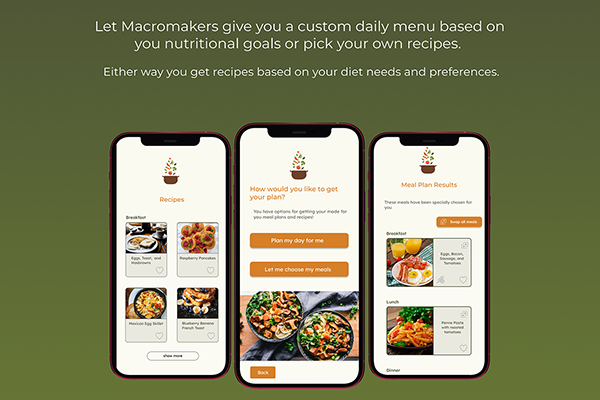 Let Macromakers give you a custom daily menu based on
you nutritional goals or pick your own recipes.
Either way you get recipes based on your diet needs and preferences.
Recipes
Breakfast
Eggs, Toast, and
Hashbrowns
Raspberry Pancakes
Mexican Egg Skillet
Blueberry Banana
French Toast
show more
How would you like to get
your plan?
You have options for getting your made for
you meal plans and recipes!
Plan my day for me
Let me choose my meals
Back
Meal Plan Results
These meals have been specially chosen for
you
Swap all meals
Breakfast
Eggs, Bacon,
Sausage, and
Tomatoes
Lunch
Penne Pasta
with roasted
tomatoes
Dinner